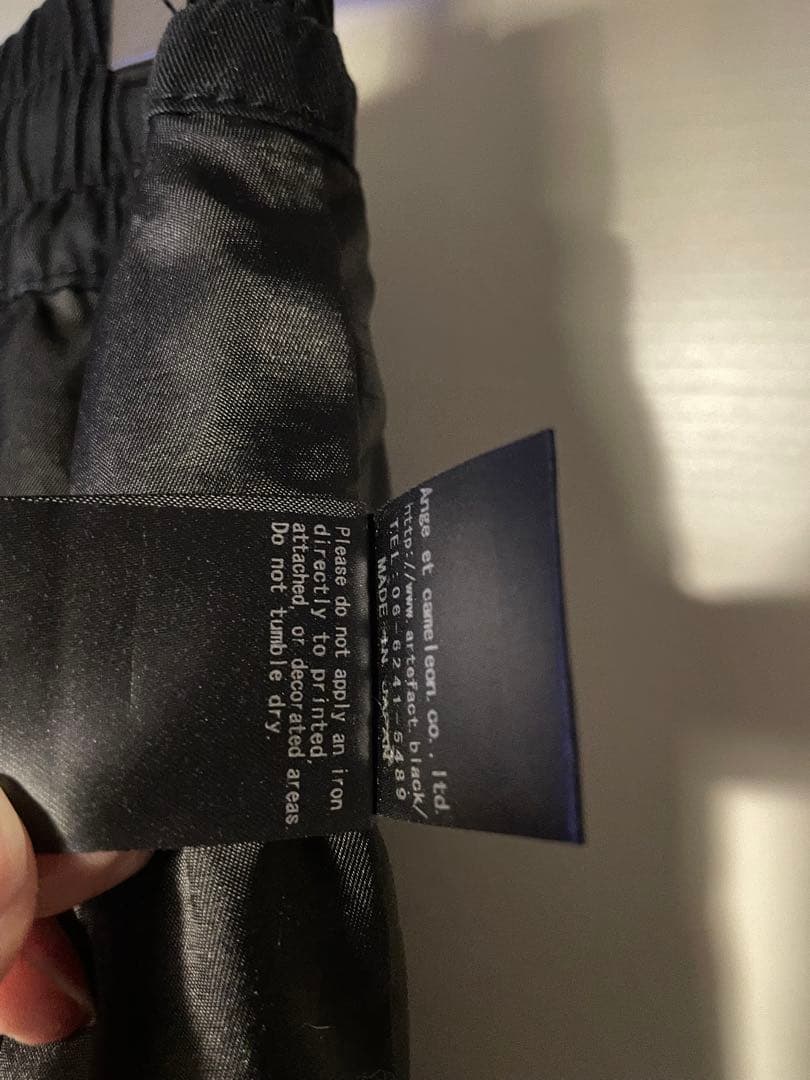 Ange et cameleon.co.,ltd.
http://www.artefact.black/
TEL:06-6241-5489
MADE IN JAPAN
Please do not apply an iron
directly to printed,
attached, or decorated areas.
Do not tumble dry.